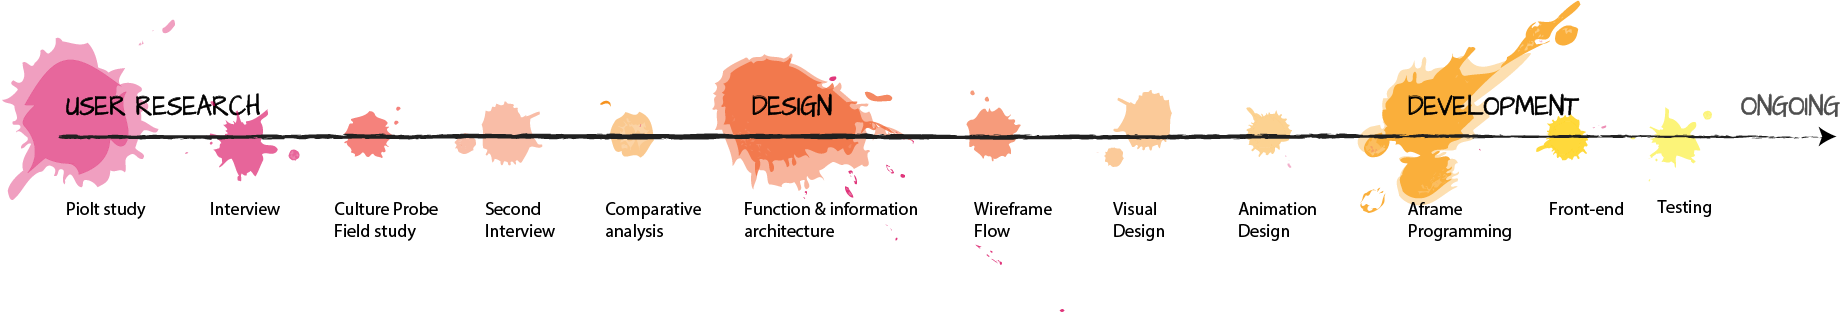 USER RESEARCH
DESIGN
DEVELOPMENT
ONGOING
Piolt study
Interview
Culture Probe
Field study
Second
Interview
Comparative
analysis
Function & information
architecture
Wireframe
Flow
Visual
Design
Animation
Design
Aframe
Programming
Front-end
Testing